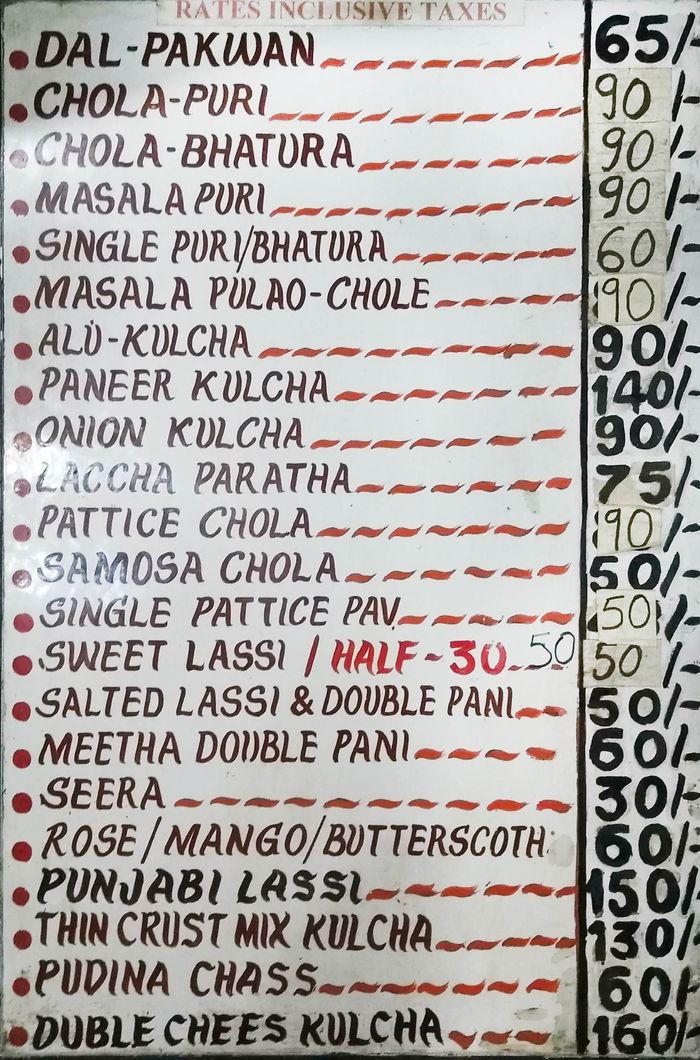 RATES INCLUSIVE TAXES
DAL-PAKWAN 65/-
CHOLA-PURI 90/-
CHOLA-BHATURA 90/-
MASALA PURI 90/-
SINGLE PURI/BHATURA 60/-
MASALA PULAO-CHOLE 90/-
ALU-KULCHA 90/-
PANEER KULCHA 140/-
ONION KULCHA 90/-
LACCHA PARATHA 75/-
PATTICE CHOLA 90/-
SAMOSA CHOLA 50/-
SINGLE PATTICE PAV 50/-
SWEET LASSI / HALF-30 50 50/-
SALTED LASSI & DOUBLE PANI 50/-
MEETHA DOUBLE PANI 60/-
SEERA 30/-
ROSE/MANGO/BUTTERSCOTH 60/-
PUNJABI LASSI 150/-
THIN CRUST MIX KULCHA 130/-
PUDINA CHASS 60/-
DUBLE CHEES KULCHA 160/-